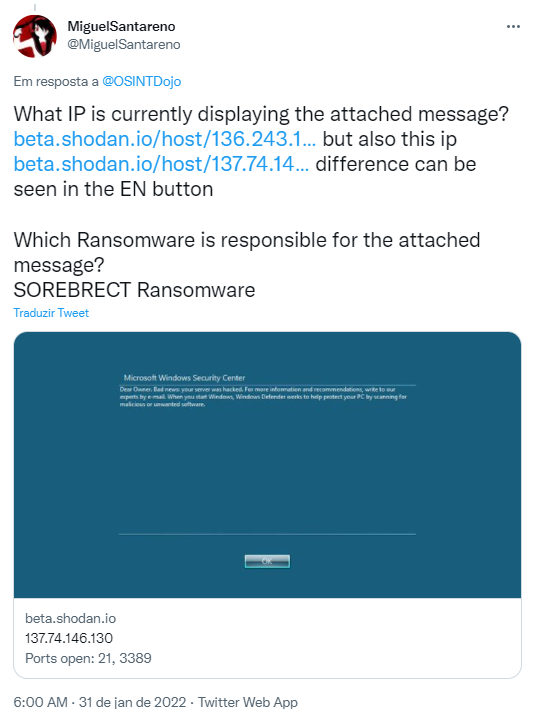 MiguelSantareno
@MiguelSantareno
Em resposta a @OSINTDojo
What IP is currently displaying the attached message?
beta.shodan.io/host/136.243.1... but also this ip
beta.shodan.io/host/137.74.14... difference can be
seen in the EN button
Which Ransomware is responsible for the attached
message?
SOREBRECT Ransomware
Traduzir Tweet
Microsoft Windows Security Center
Dear Owner. Bad news: your server was hacked. For more information and recommendations, write to our
experts by e-mail. When you start Windows, Windows Defender works to help protect your PC by scanning for
malicious or unwanted software.
OK
beta.shodan.io
137.74.146.130
Ports open: 21, 3389
6:00 AM · 31 de jan de 2022 · Twitter Web App